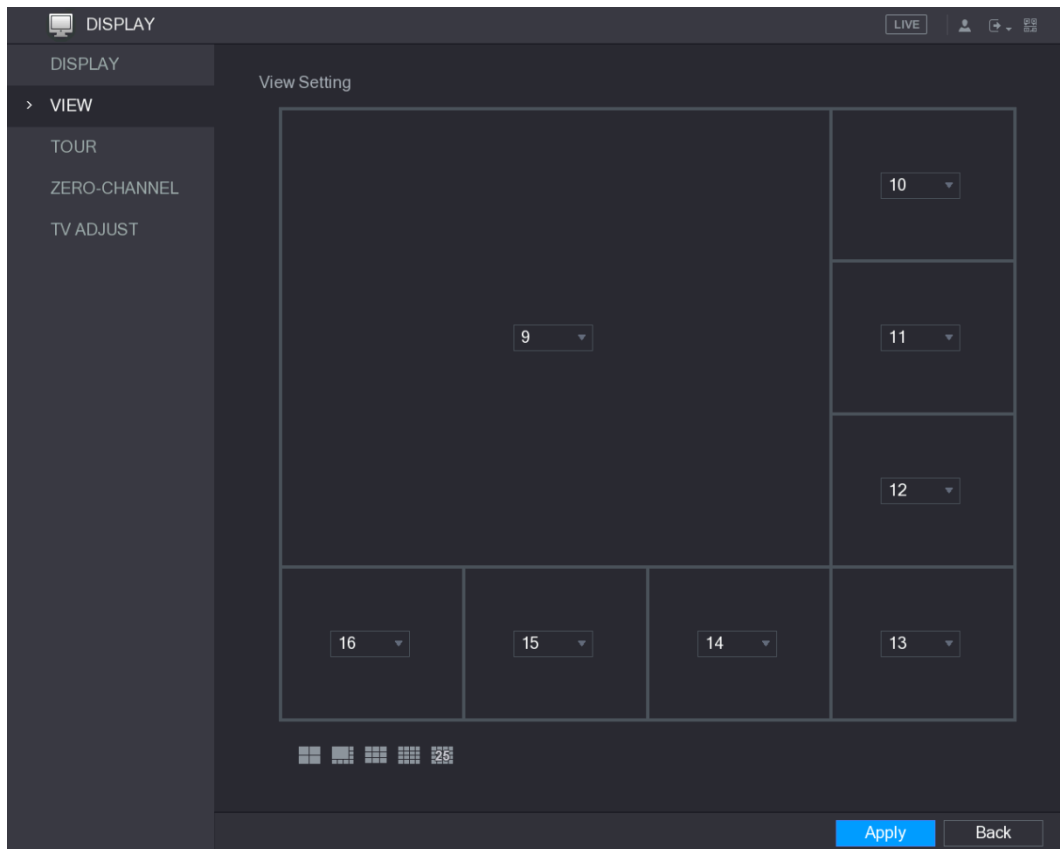 DISPLAY
LIVE
DISPLAY
VIEW
TOUR
ZERO-CHANNEL
TV ADJUST
View Setting
10
9
11
12
16
15
14
13
25
Apply
Back